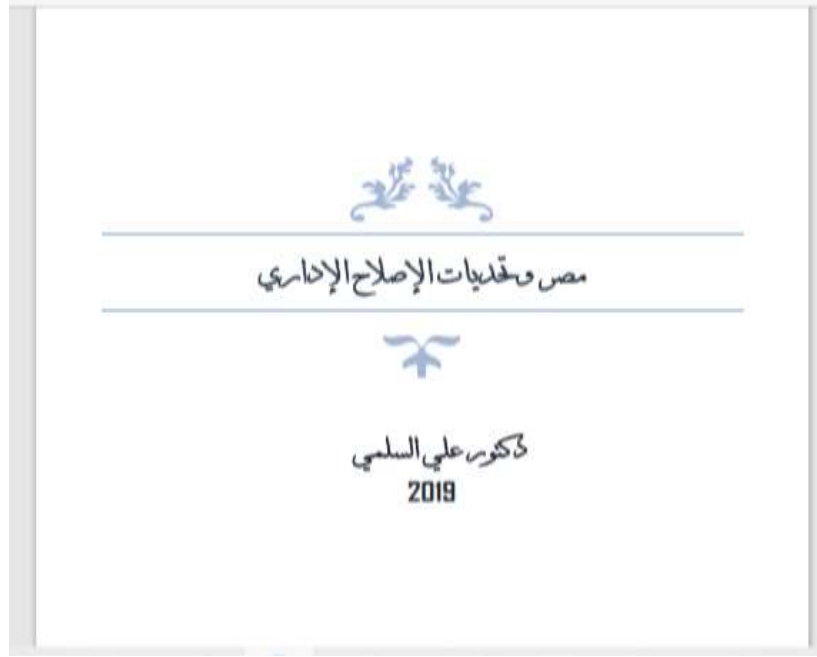 مصر وتحديات الإصلاح الإداري
دكتور علي السلمي
2019